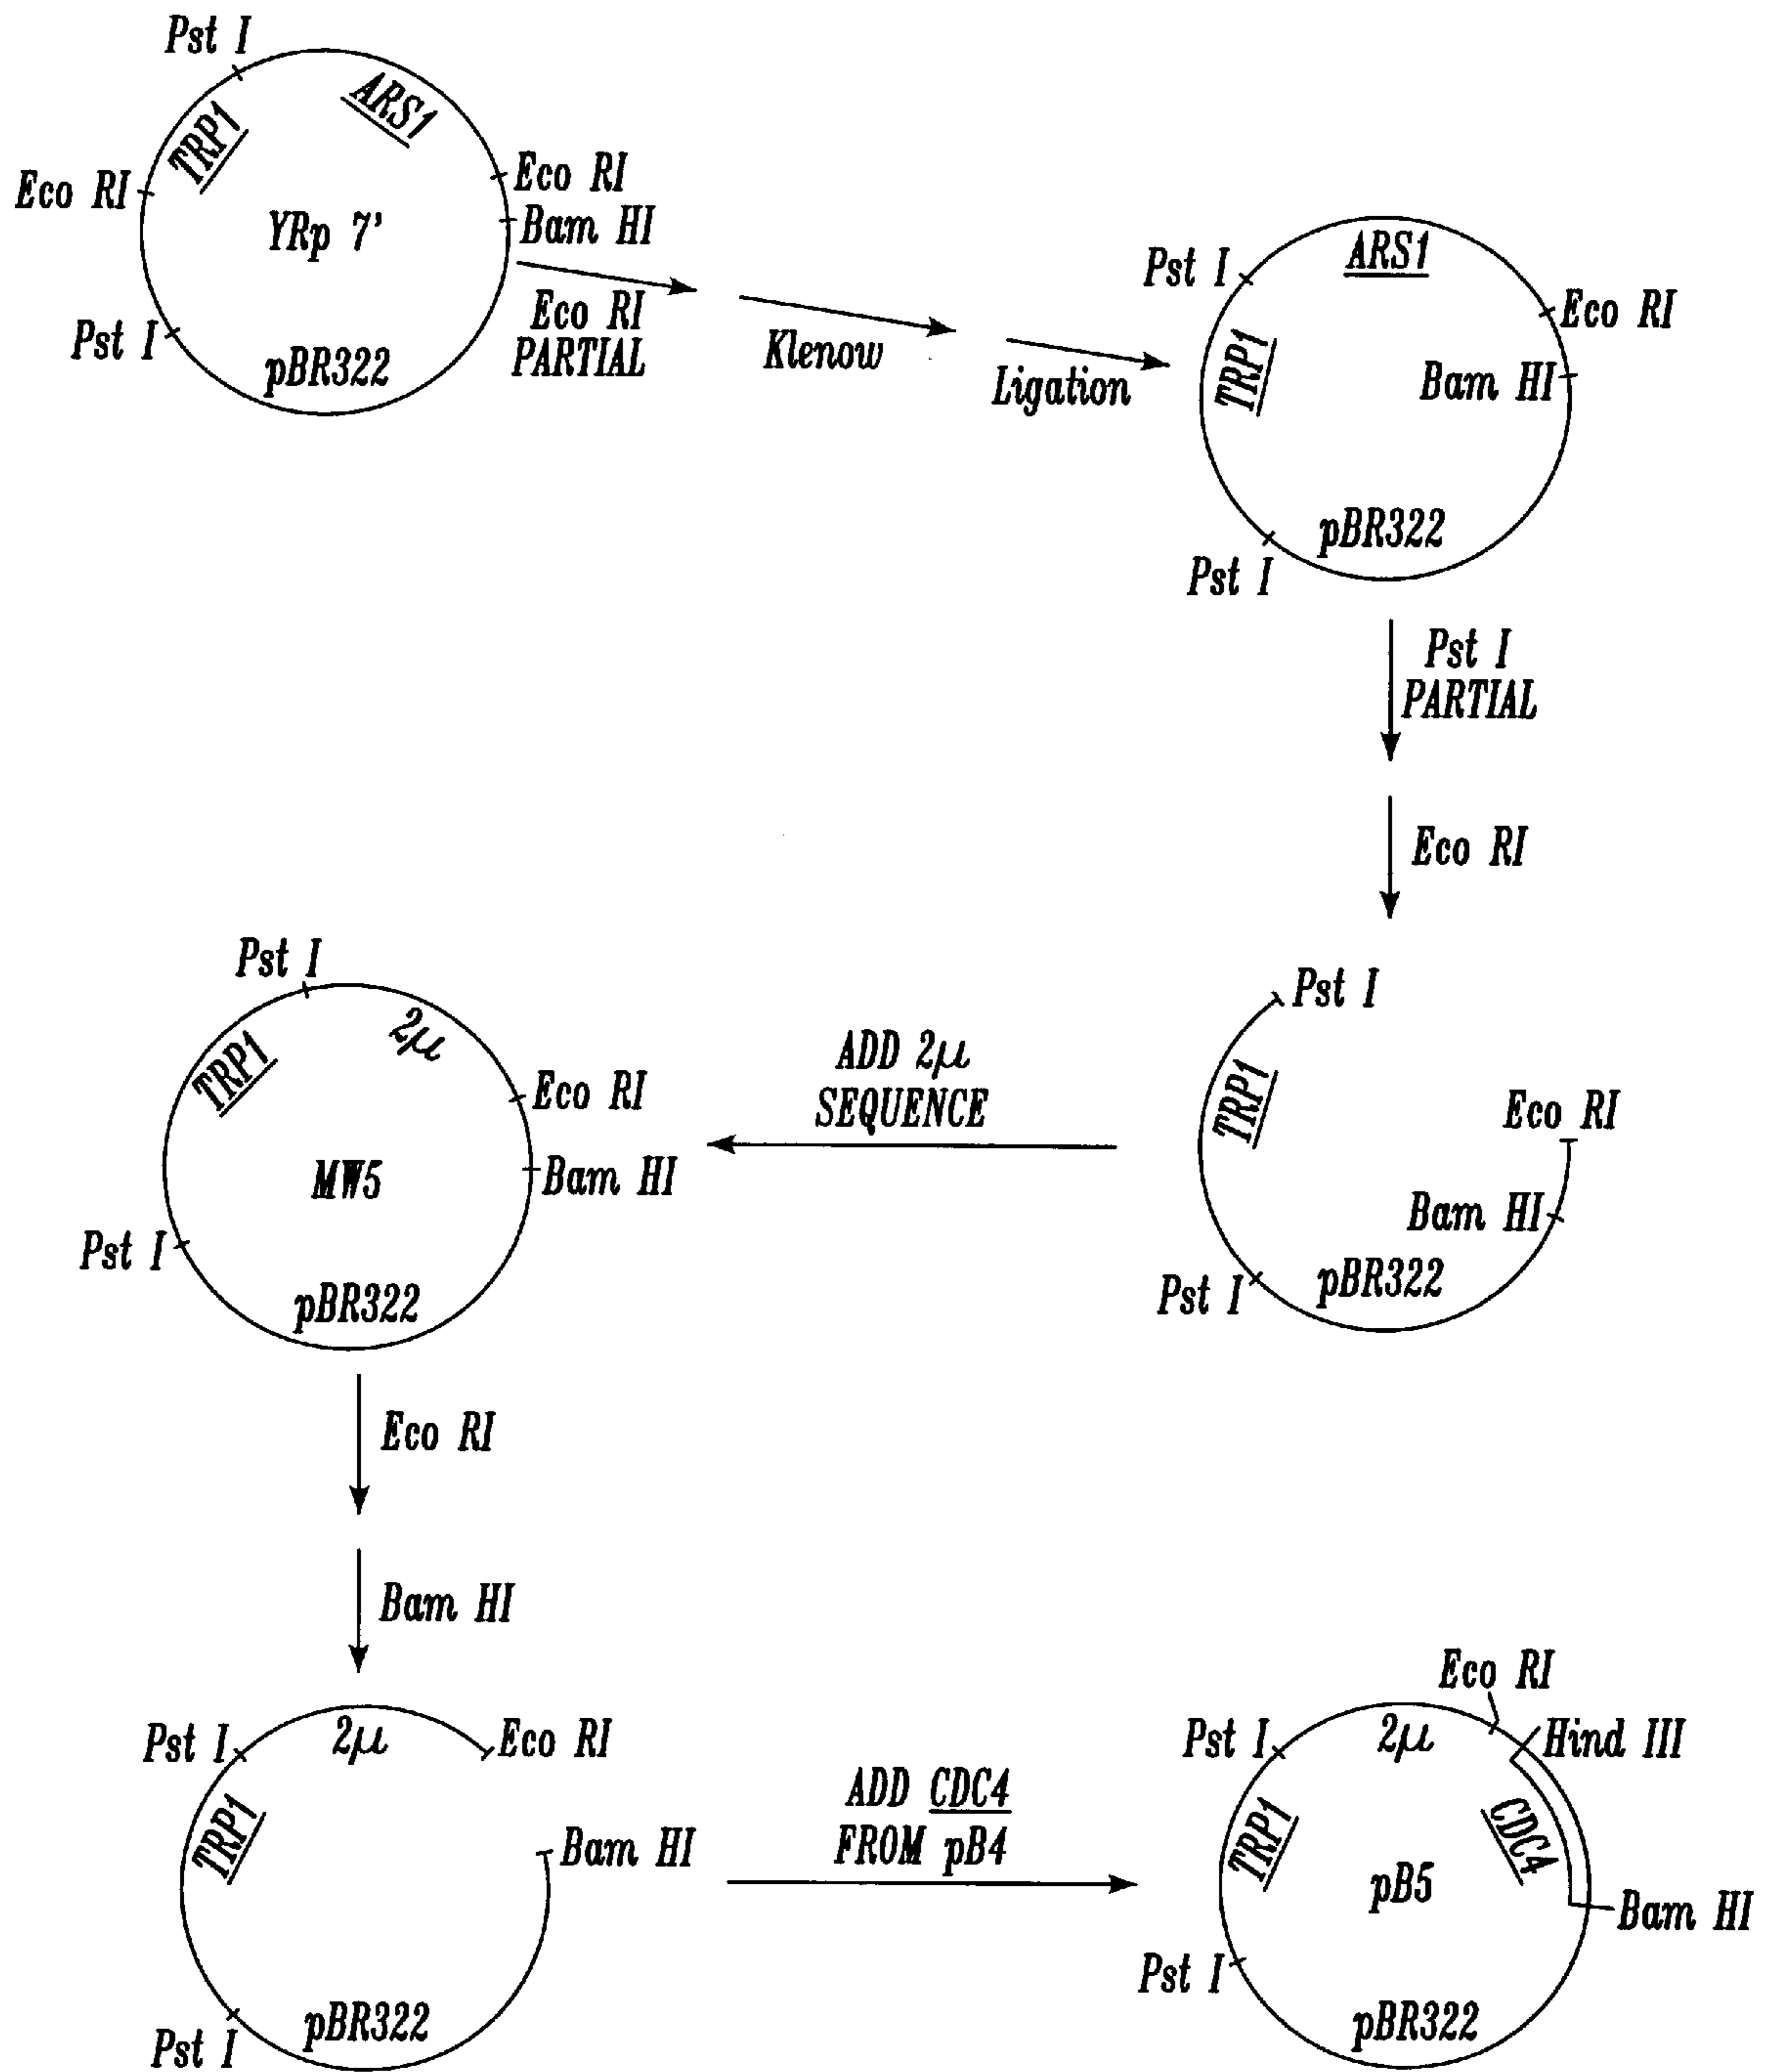 Pst I
ARS1
TRP1
Eco RI
Eco RI
Bam HI
YRp 7'
Pst I
pBR322
Eco RI
PARTIAL
Klenow
Ligation
Pst I
ARS1
Eco RI
TRP1
Bam HI
pBR322
Pst I
Pst I
PARTIAL
Eco RI
Pst I
TRP1
Eco RI
Bam HI
Pst I
pBR322
ADD 2μ
SEQUENCE
Pst I
2μ
TRP1
Eco RI
MW5
Bam HI
Pst I
pBR322
Eco RI
Bam HI
Pst I
2μ
Eco RI
TRP1
Bam HI
Pst I
pBR322
ADD CDC4
FROM pB4
Eco RI
Pst I
2μ
Hind III
TRP1
CDC4
pB5
Bam HI
Pst I
pBR322